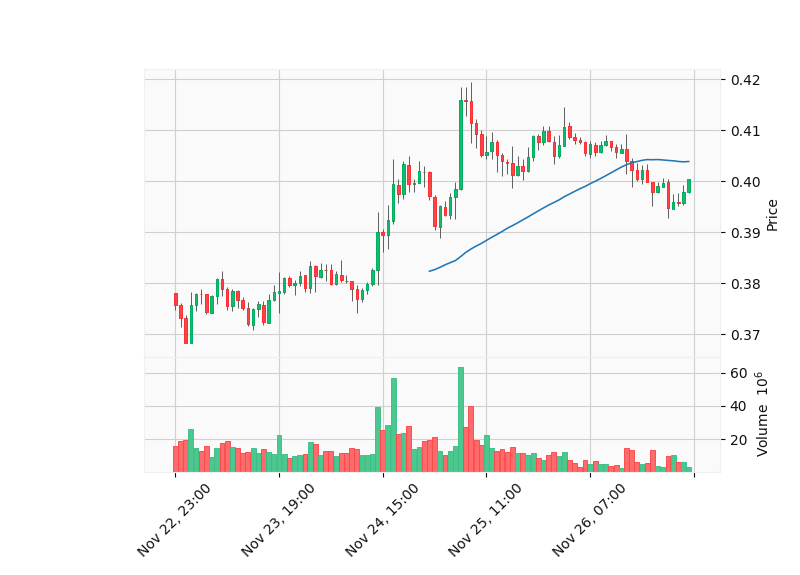 0.42
0.41
0.40
0.39
0.38
0.37
Price
60
40
20
Volume 10^6
Nov 22, 23:00
Nov 23, 19:00
Nov 24, 15:00
Nov 25, 11:00
Nov 26, 07:00